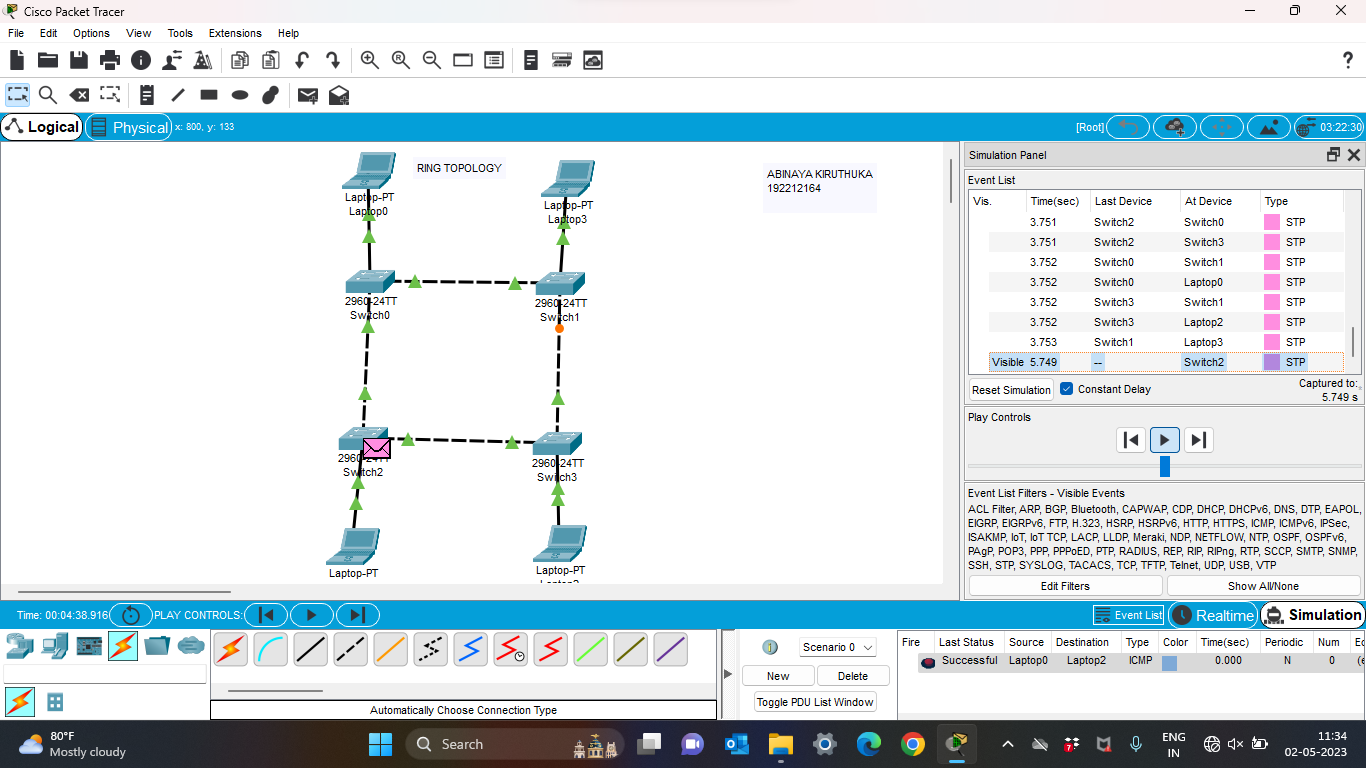 Cisco Packet Tracer
File Edit Options View Tools Extensions Help
Logical Physical x: 800, y: 133 [Root] 03:22:30
RING TOPOLOGY
ABINAYA KIRUTHUKA
192212164
Laptop-PT
Laptop0
Laptop-PT
Laptop3
2960-24TT
Switch0
2960-24TT
Switch1
2960-24TT
Switch2
2960-24TT
Switch3
Laptop-PT
Laptop-PT
Simulation Panel
Event List
Vis. Time(sec) Last Device At Device Type
3.751 Switch2 Switch0 STP
3.751 Switch2 Switch3 STP
3.752 Switch0 Switch1 STP
3.752 Switch0 Laptop0 STP
3.752 Switch3 Switch1 STP
3.752 Switch3 Laptop2 STP
3.753 Switch1 Laptop3 STP
Visible 5.749 -- Switch2 STP
Reset Simulation Constant Delay Captured to:
5.749 s
Play Controls
Event List Filters - Visible Events
ACL Filter, ARP, BGP, Bluetooth, CAPWAP, CDP, DHCP, DHCPv6, DNS, DTP, EAPOL,
EIGRP, EIGRPv6, FTP, H.323, HSRP, HSRPv6, HTTP, HTTPS, ICMP, ICMPv6, IPSec,
ISAKMP, IoT, IoT TCP, LACP, LLDP, Meraki, NDP, NETFLOW, NTP, OSPF, OSPFv6,
PAgP, POP3, PPP, PPPoED, PTP, RADIUS, REP, RIP, RIPng, RTP, SCCP, SMTP, SNMP,
SSH, STP, SYSLOG, TACACS, TCP, TFTP, Telnet, UDP, USB, VTP
Edit Filters Show All/None
Time: 00:04:38.916 PLAY CONTROLS: Event List Realtime Simulation
Automatically Choose Connection Type
Scenario 0
New Delete
Toggle PDU List Window
Fire Last Status Source Destination Type Color Time(sec) Periodic Num
Successful Laptop0 Laptop2 ICMP 0.000 N 0
80°F
Mostly cloudy
Search
ENG
IN
11:34
02-05-2023